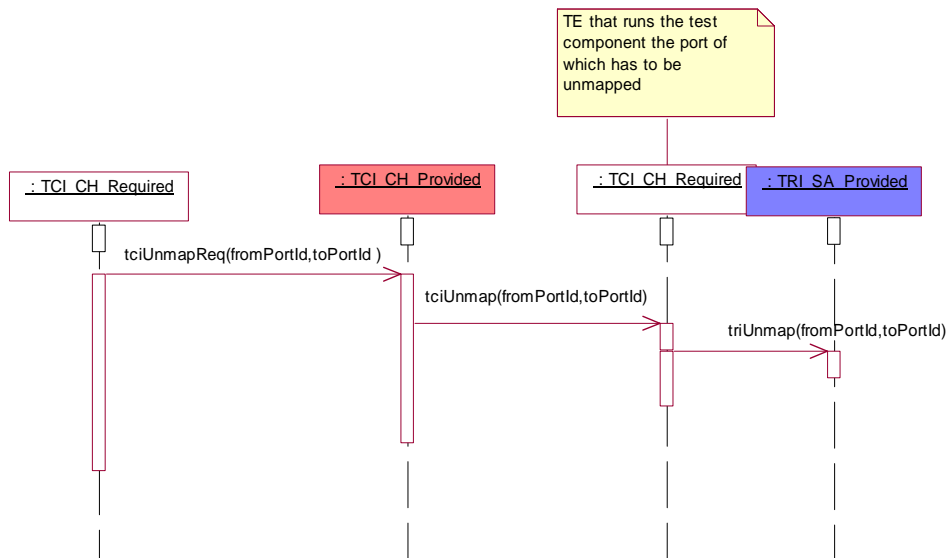 TE that runs the test
component the port of
which has to be
unmapped
: TCI_CH_Required
: TCI_CH_Provided
: TCI_CH_Required
: TRI_SA_Provided
tciUnmapReq(fromPortId,toPortId )
tciUnmap(fromPortId,toPortId)
triUnmap(fromPortId,toPortId)